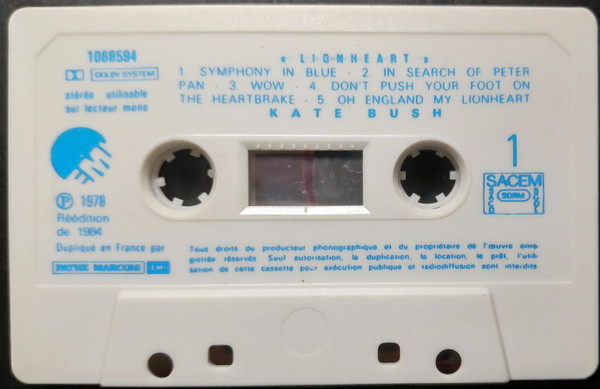 1068594
« LIONHEART »
1 SYMPHONY IN BLUE · 2 IN SEARCH OF PETER
PAN · 3. WOW · 4. DON'T PUSH YOUR FOOT ON
THE HEARTBRAKE · 5 OH ENGLAND MY LIONHEART
KATE BUSH
DOLBY SYSTEM
stéréo utilisable
sur lecteur mono
EMI
1
SACEM
SACD
SDRM
SGDL
Ⓟ 1978
Réédition
de 1984
Dupliqué en France par
PATHE MARCONI EMI
Tous droits du producteur phonographique et du propriétaire de l'œuvre enre-
gistrée réservés Sauf autorisation, la duplication, la location, le prêt, l'utili-
sation de cette cassette pour exécution publique et radiodiffusion sont interdits